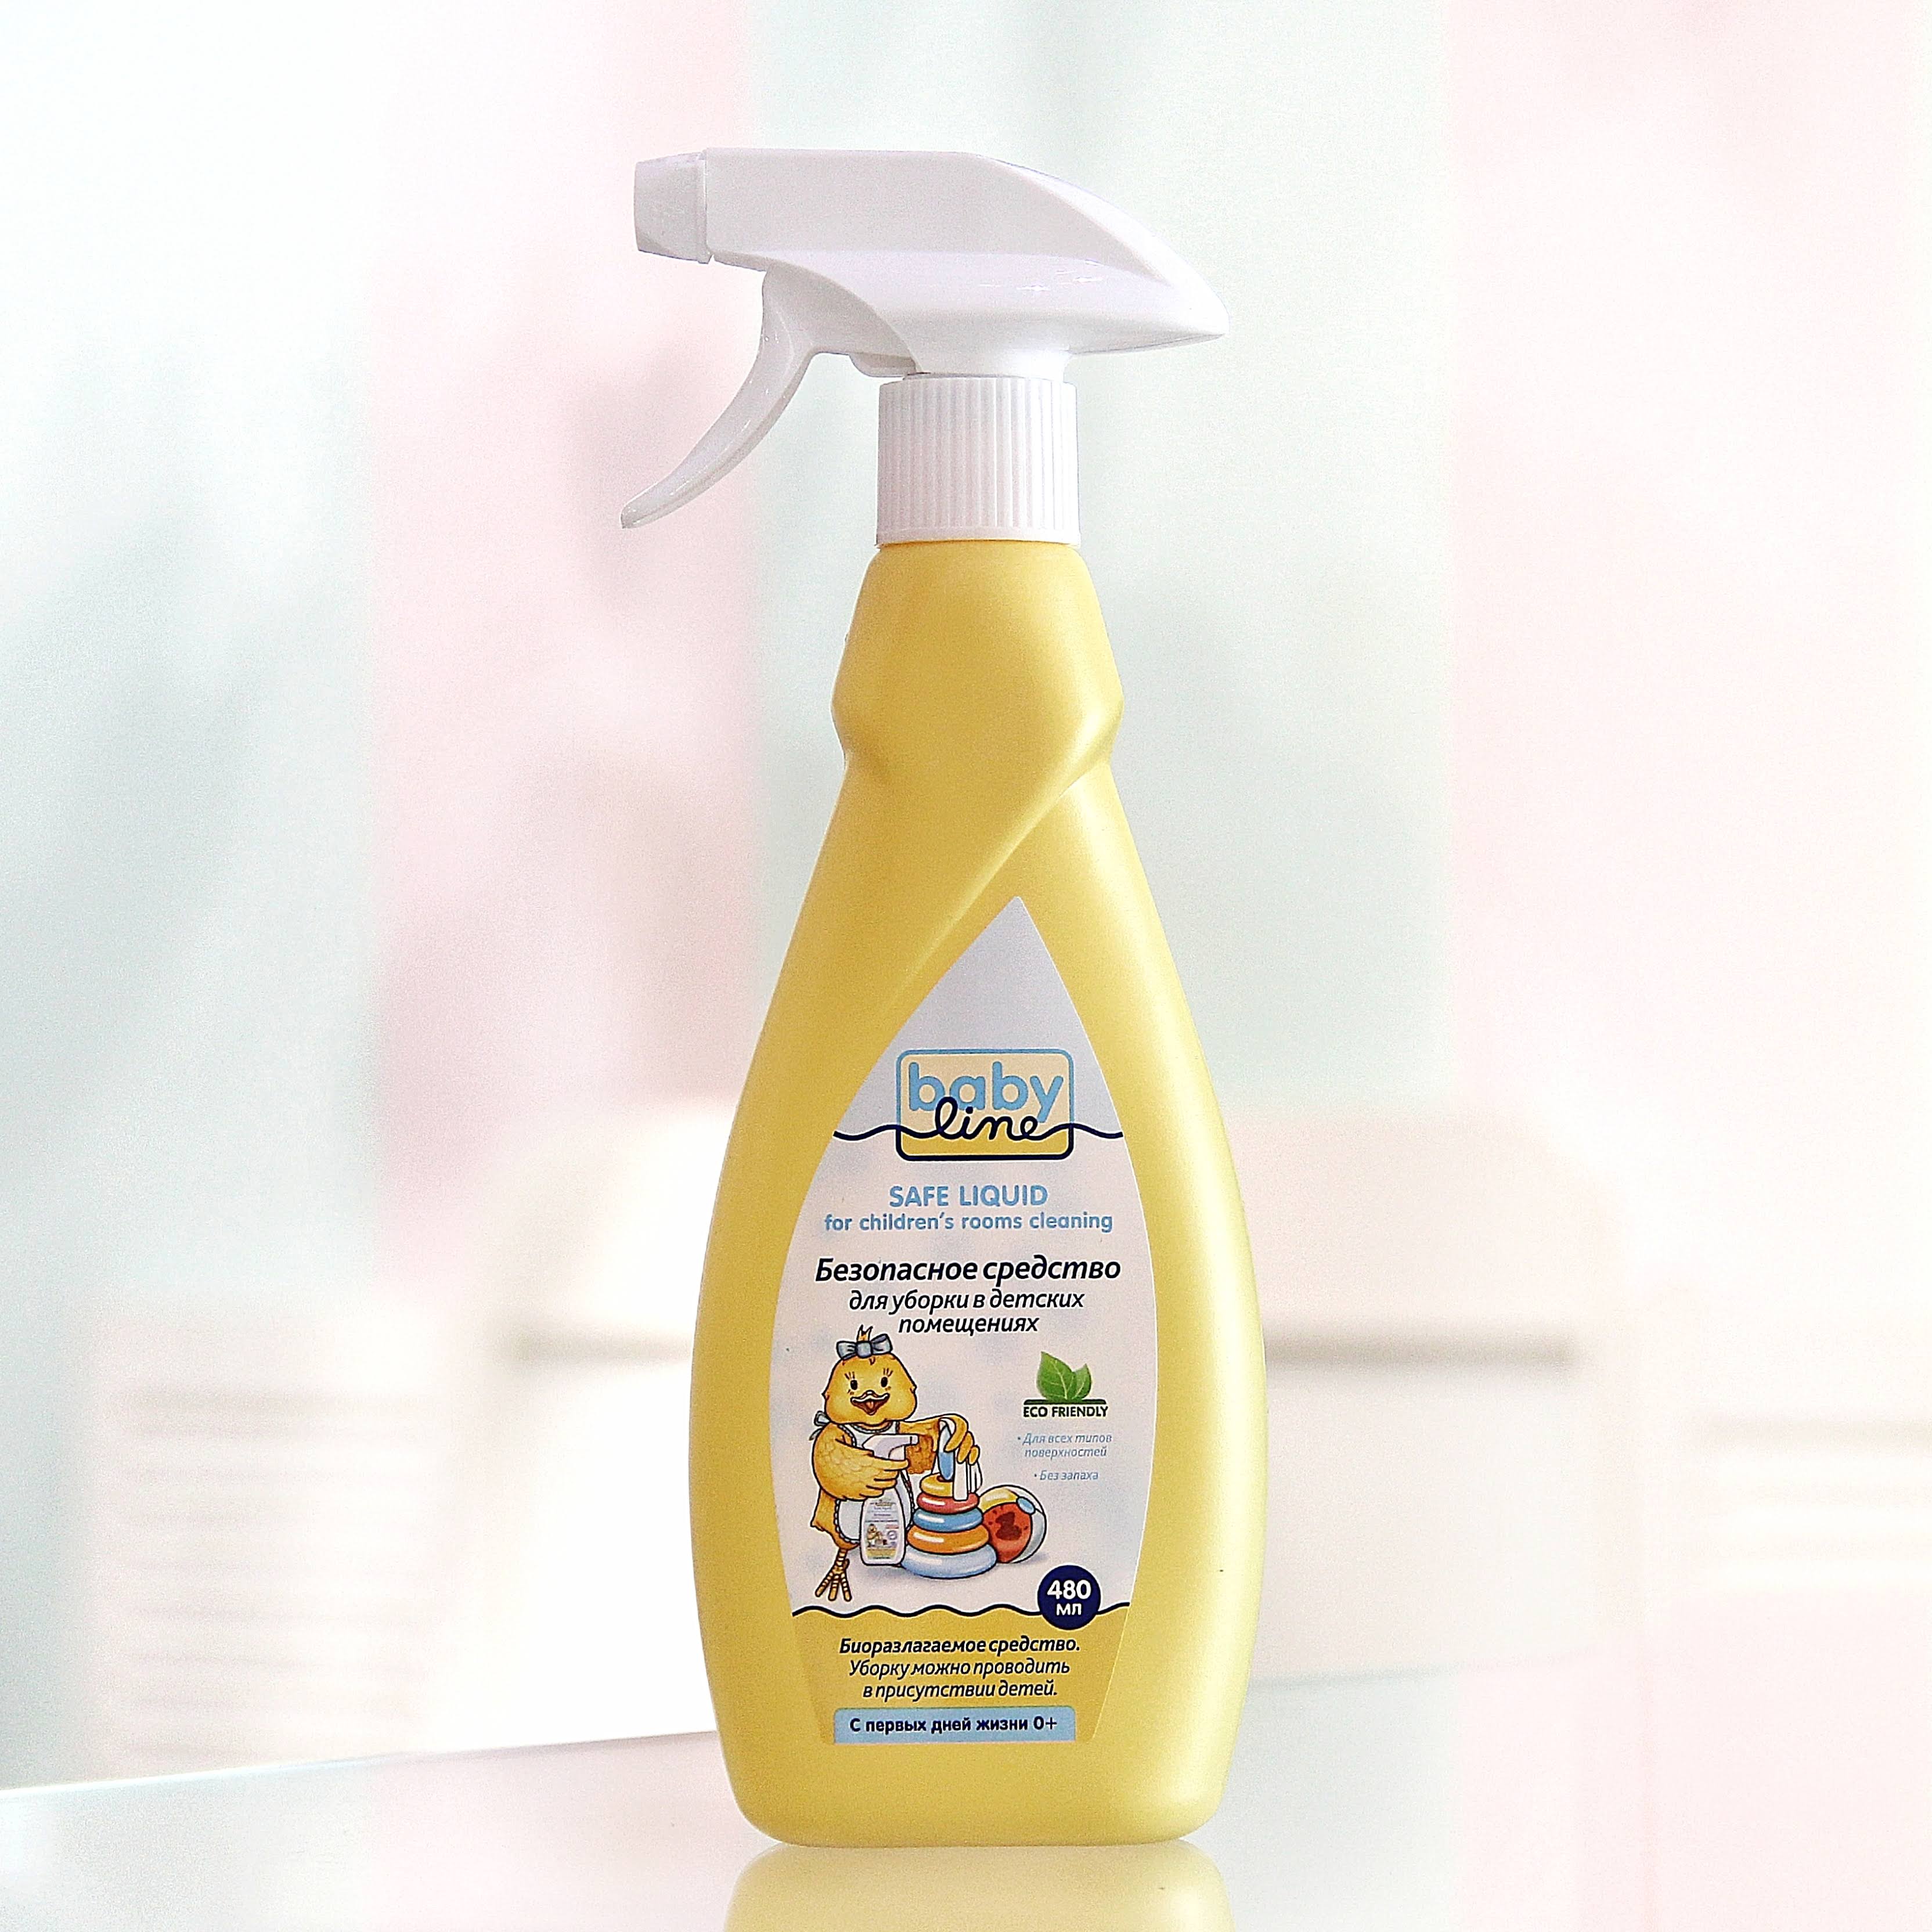 baby
line
SAFE LIQUID
for children's rooms cleaning
Безопасное средство
для уборки в детских
помещениях
ECO FRIENDLY
• Для всех типов
поверхностей
• Без запаха
480
мл
Биоразлагаемое средство.
Уборку можно проводить
в присутствии детей.
С первых дней жизни 0+